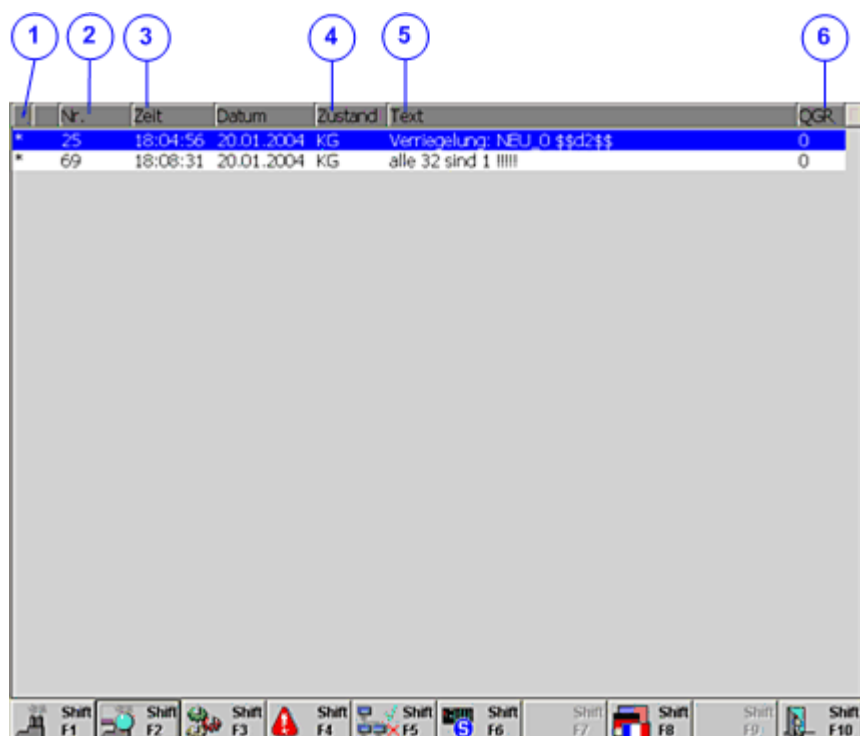 1 2 3 4 5 6
Nr. Zeit Datum Zustand Text QGR
* 25 18:04:56 20.01.2004 KG Verriegelung: NEU_0 $$d2$$ 0
* 69 18:08:31 20.01.2004 KG alle 32 sind 1 !!!!! 0
Shift Shift Shift Shift Shift S Shift Shift Shift Shift Shift
F1 F2 F3 F4 F5 F6 F7 F8 F9 F10